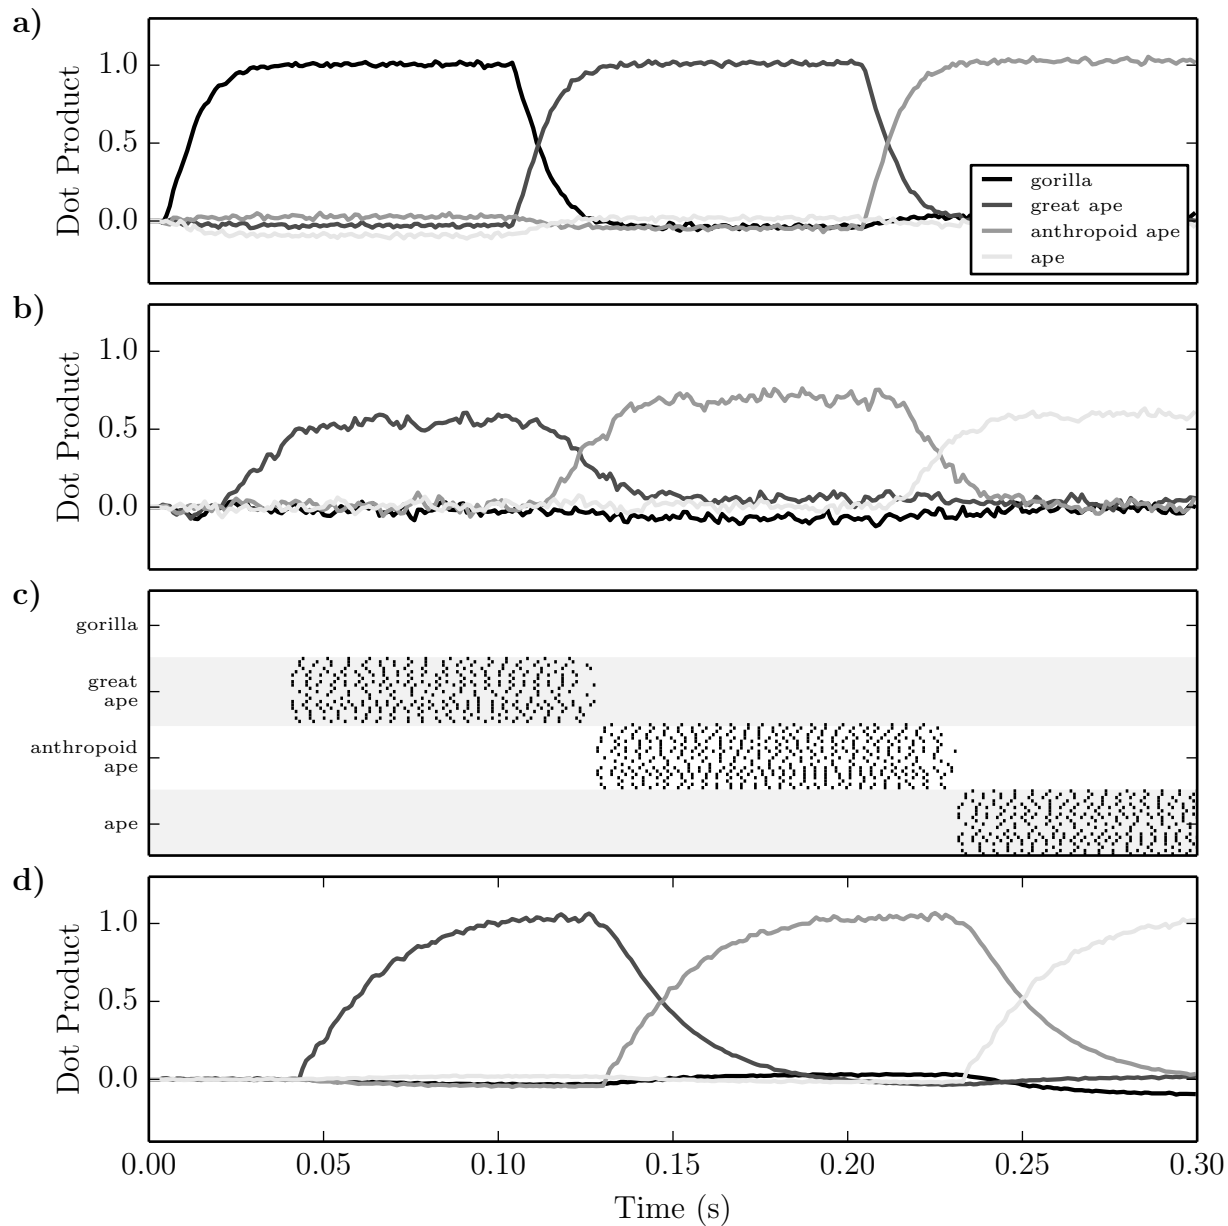 a)
1.0
0.5
0.0
Dot Product
gorilla
great ape
anthropoid ape
ape
b)
1.0
0.5
0.0
Dot Product
c)
gorilla
great
ape
anthropoid
ape
ape
d)
1.0
0.5
0.0
Dot Product
0.00 0.05 0.10 0.15 0.20 0.25 0.30
Time (s)